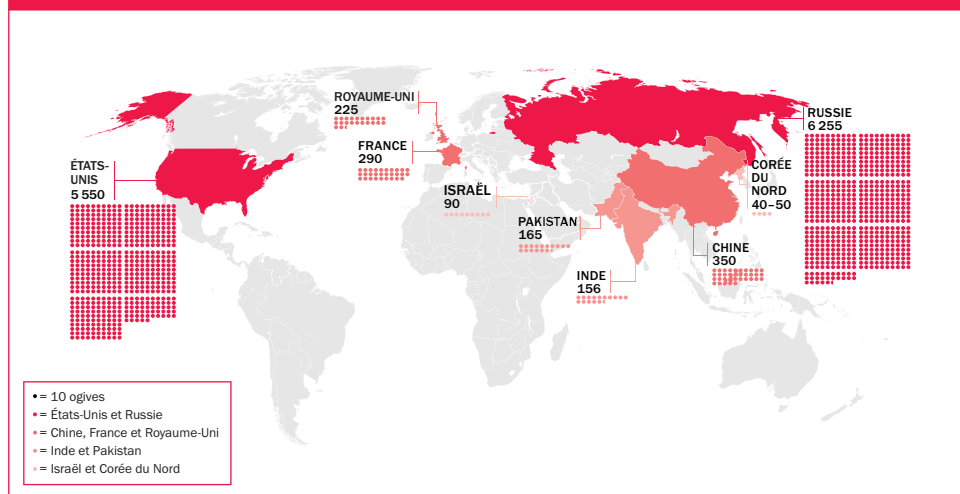 ROYAUME-UNI
225
FRANCE
290
ISRAËL
90
PAKISTAN
165
INDE
156
RUSSIE
6 255
CORÉE
DU
NORD
40–50
CHINE
350
ÉTATS-
UNIS
5 550
= 10 ogives
= États-Unis et Russie
= Chine, France et Royaume-Uni
= Inde et Pakistan
= Israël et Corée du Nord